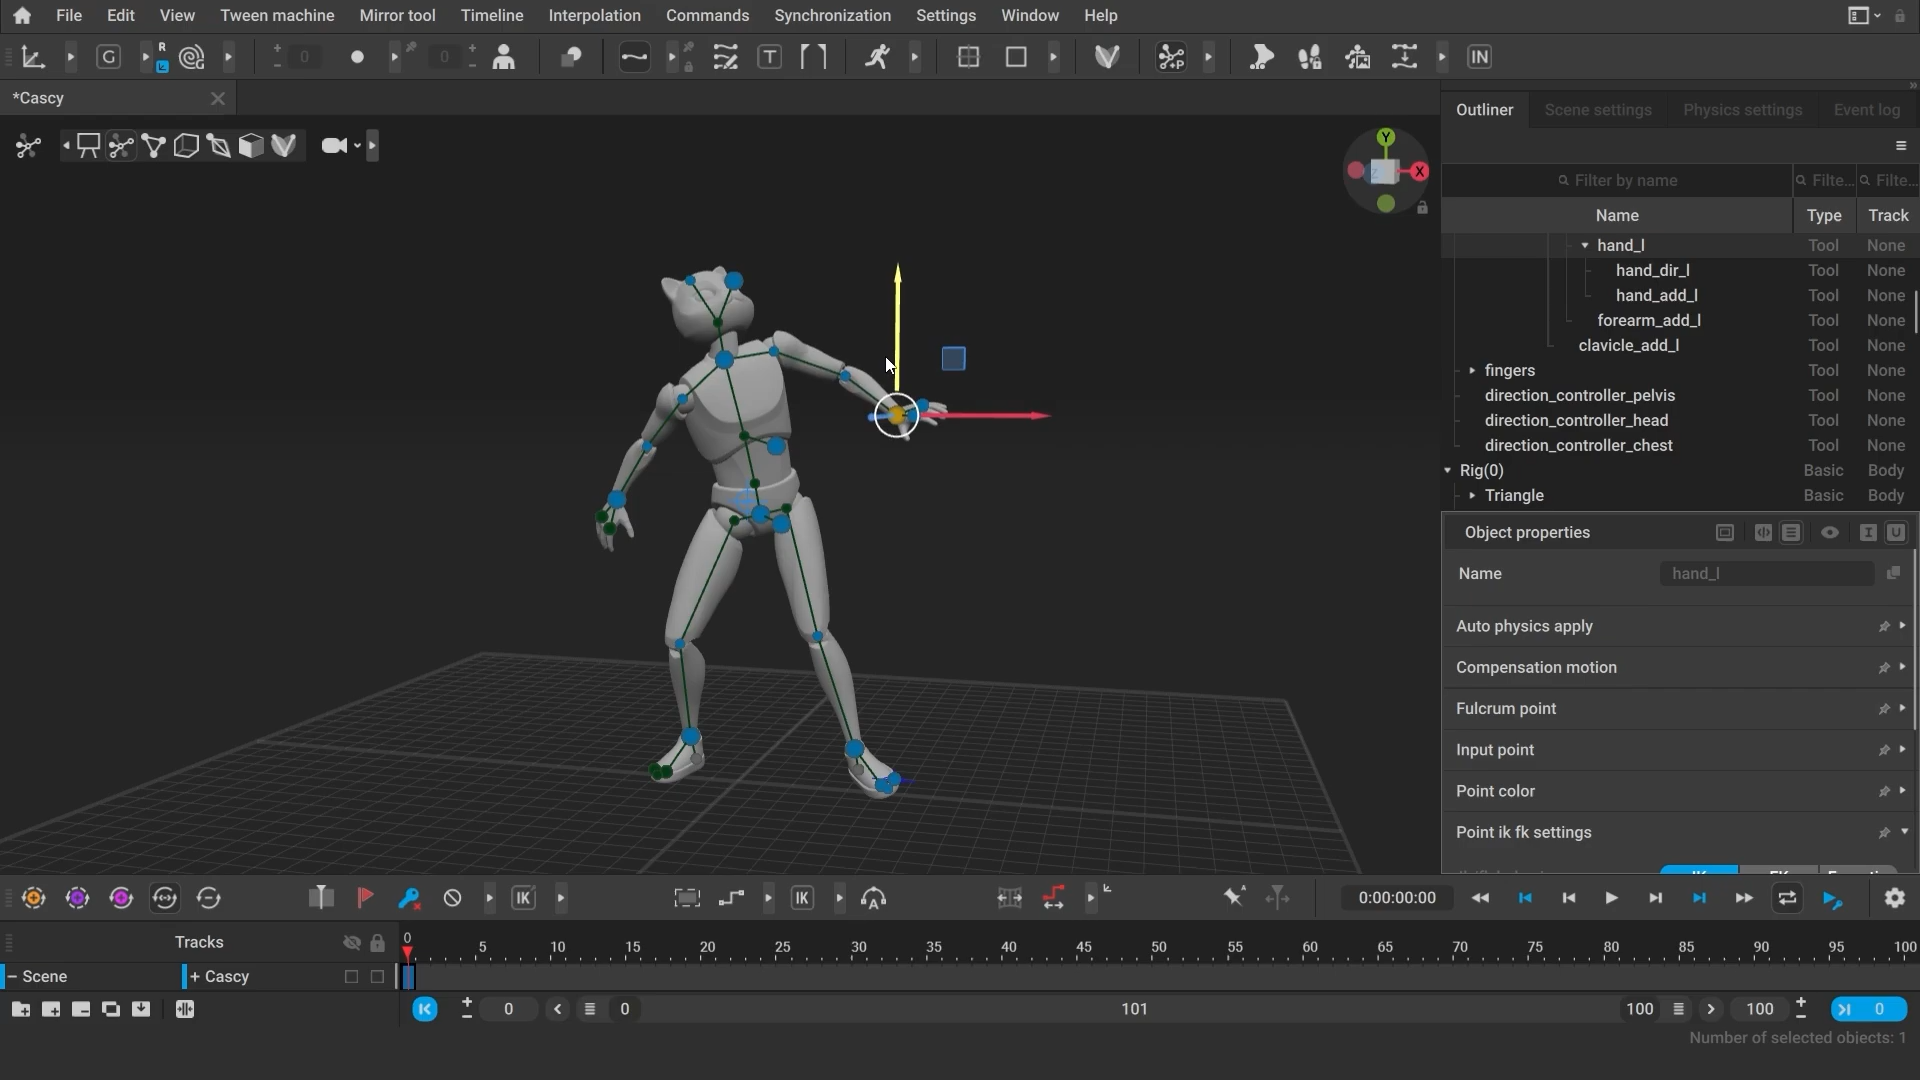 File Edit View Tween machine Mirror tool Timeline Interpolation Commands Synchronization Settings Window Help
G R 0 0 T P IN
*Cascy
Outliner Scene settings Physics settings Event log
Y X Z
Filter by name Filte... Filte...
Name Type Track
hand_l Tool None
hand_dir_l Tool None
hand_add_l Tool None
forearm_add_l Tool None
clavicle_add_l Tool None
fingers Tool None
direction_controller_pelvis Tool None
direction_controller_head Tool None
direction_controller_chest Tool None
Rig(0) Basic Body
Triangle Basic Body
Object properties I U
Name hand_l
Auto physics apply
Compensation motion
Fulcrum point
Input point
Point color
Point ik fk settings
IK IK A 0:00:00:00
Tracks 0 5 10 15 20 25 30 35 40 45 50 55 60 65 70 75 80 85 90 95 100
− Scene + Cascy
0 0 101 100 100 0
Number of selected objects: 1